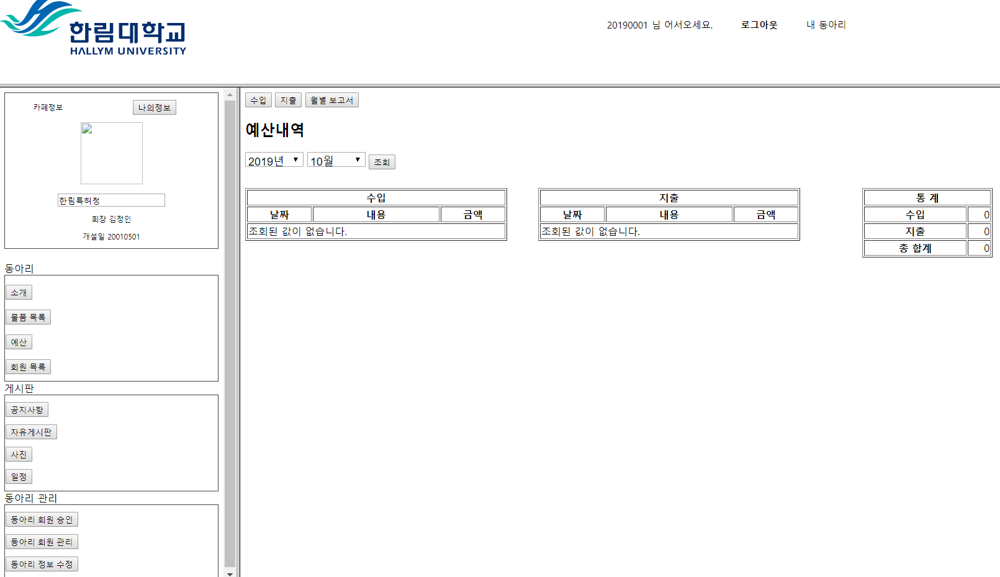 한림대학교
HALLYM UNIVERSITY
20190001 님 어서오세요. 로그아웃 내 동아리
카페정보 나의정보
한림특허청
회장 김정인
개설일 20010501
동아리
소개
물품 목록
예산
회원 목록
게시판
공지사항
자유게시판
사진
일정
동아리 관리
동아리 회원 승인
동아리 회원 관리
동아리 정보 수정
수입 지출 월별 보고서
예산내역
2019년 10월 조회
수입
날짜 내용 금액
조회된 값이 없습니다.
지출
날짜 내용 금액
조회된 값이 없습니다.
통 계
수입 0
지출 0
총 합계 0